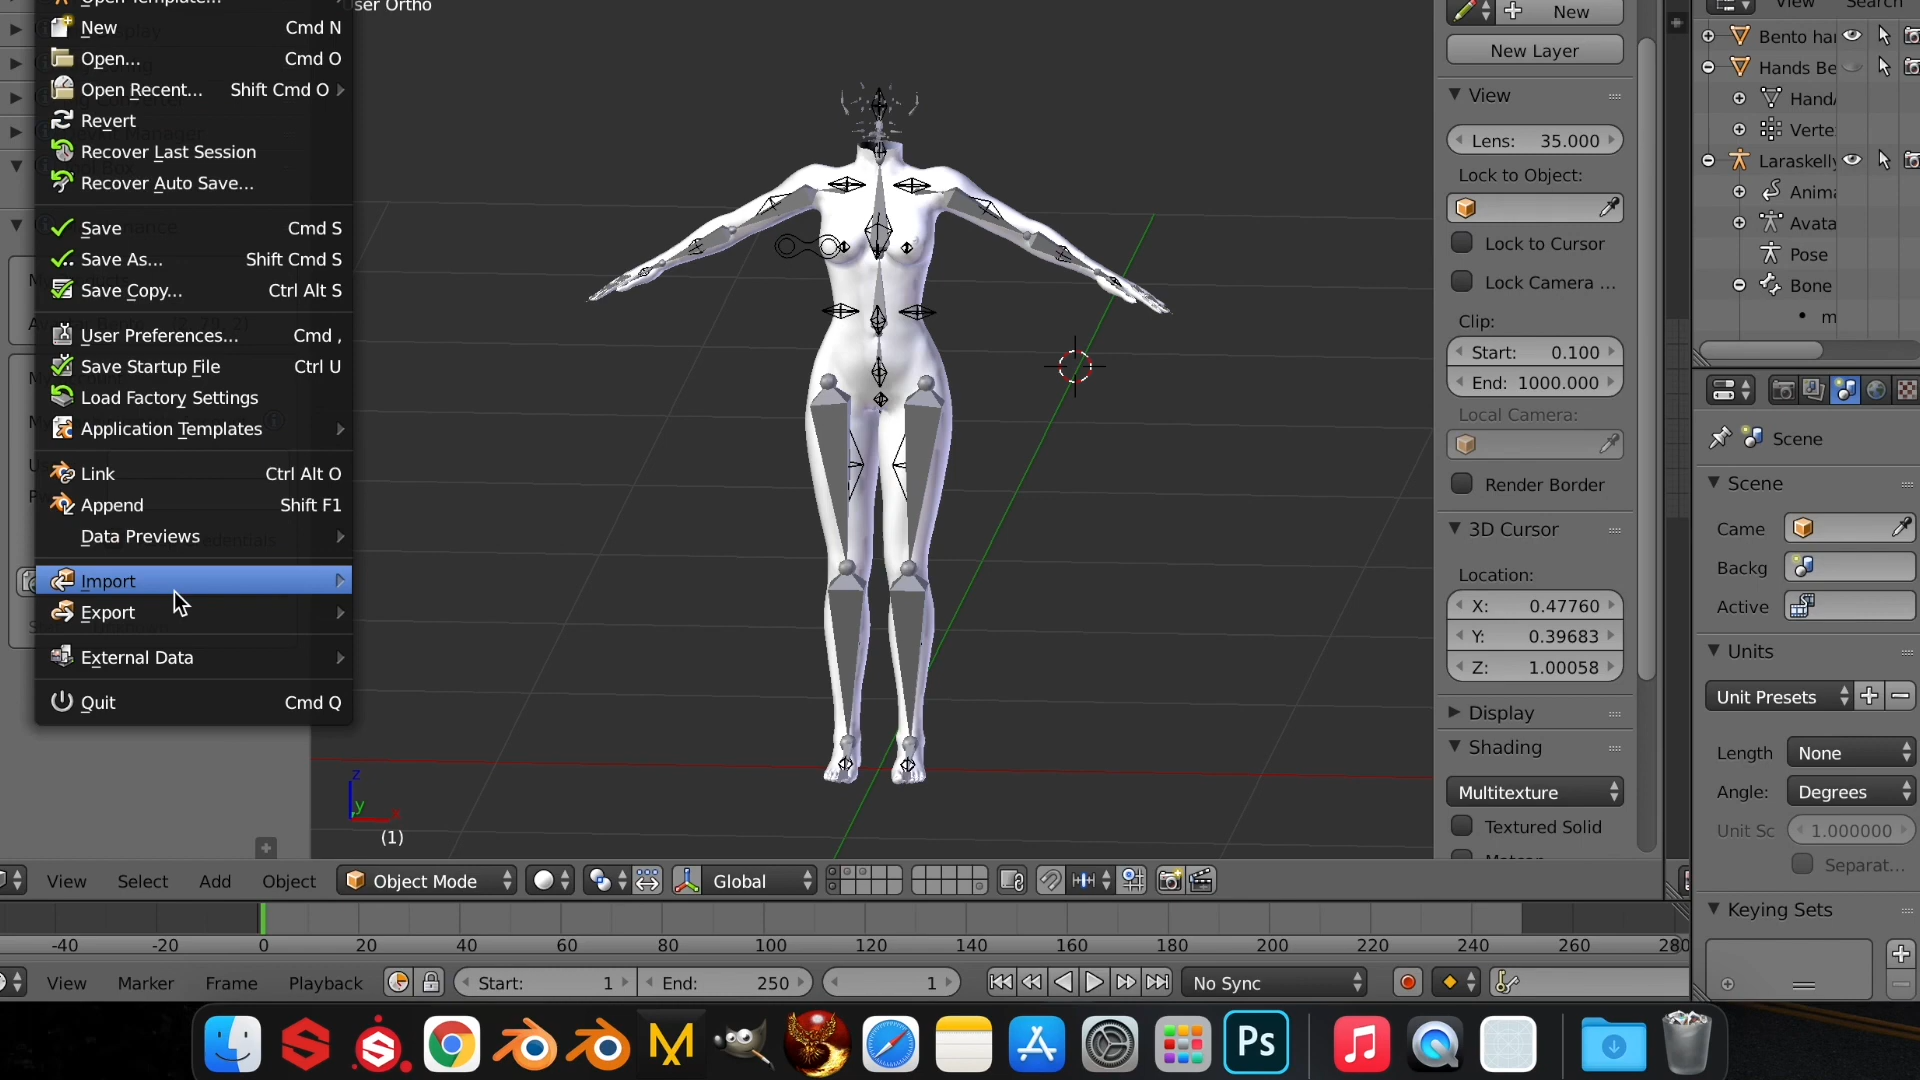 User Ortho
New Cmd N
Open... Cmd O
Open Recent... Shift Cmd O
Revert
Recover Last Session
Recover Auto Save...
Save Cmd S
Save As... Shift Cmd S
Save Copy... Ctrl Alt S
User Preferences... Cmd ,
Save Startup File Ctrl U
Load Factory Settings
Application Templates
Link Ctrl Alt O
Append Shift F1
Data Previews
Import
Export
External Data
Quit Cmd Q
z
y
x
(1)
New
New Layer
View
Lens: 35.000
Lock to Object:
Lock to Cursor
Lock Camera ...
Clip:
Start: 0.100
End: 1000.000
Local Camera:
Render Border
3D Cursor
Location:
X: 0.47760
Y: 0.39683
Z: 1.00058
Display
Shading
Multitexture
Textured Solid
View Search
Bento har
Hands Be
Hand
Verte
Laraskelly
Anima
Avata
Pose
Bone
m
Scene
Scene
Came
Backg
Active
Units
Unit Presets
Length None
Angle: Degrees
Unit Sc 1.000000
Separat...
Keying Sets
View Select Add Object Object Mode Global
-40 -20 0 20 40 60 80 100 120 140 160 180 200 220 240 260 280
View Marker Frame Playback Start: 1 End: 250 1 No Sync
Ps